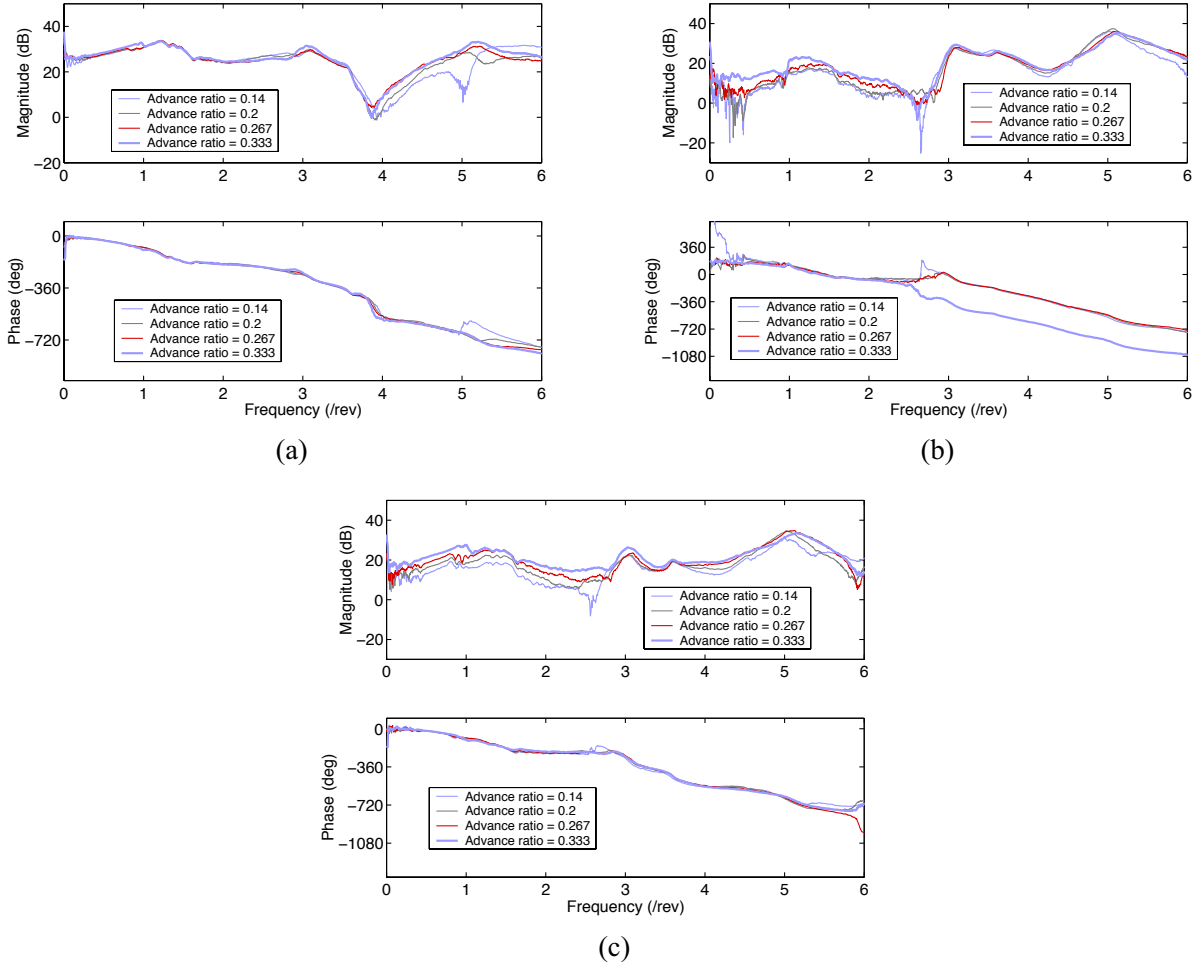 Magnitude (dB)
40
20
0
−20
0 1 2 3 4 5 6
Advance ratio = 0.14
Advance ratio = 0.2
Advance ratio = 0.267
Advance ratio = 0.333
Phase (deg)
0
−360
−720
0 1 2 3 4 5 6
Advance ratio = 0.14
Advance ratio = 0.2
Advance ratio = 0.267
Advance ratio = 0.333
Frequency (/rev)
(a)
Magnitude (dB)
40
20
0
−20
0 1 2 3 4 5 6
Advance ratio = 0.14
Advance ratio = 0.2
Advance ratio = 0.267
Advance ratio = 0.333
Phase (deg)
360
0
−360
−720
−1080
0 1 2 3 4 5 6
Advance ratio = 0.14
Advance ratio = 0.2
Advance ratio = 0.267
Advance ratio = 0.333
Frequency (/rev)
(b)
Magnitude (dB)
40
20
0
−20
0 1 2 3 4 5 6
Advance ratio = 0.14
Advance ratio = 0.2
Advance ratio = 0.267
Advance ratio = 0.333
Phase (deg)
0
−360
−720
−1080
0 1 2 3 4 5 6
Advance ratio = 0.14
Advance ratio = 0.2
Advance ratio = 0.267
Advance ratio = 0.333
Frequency (/rev)
(c)